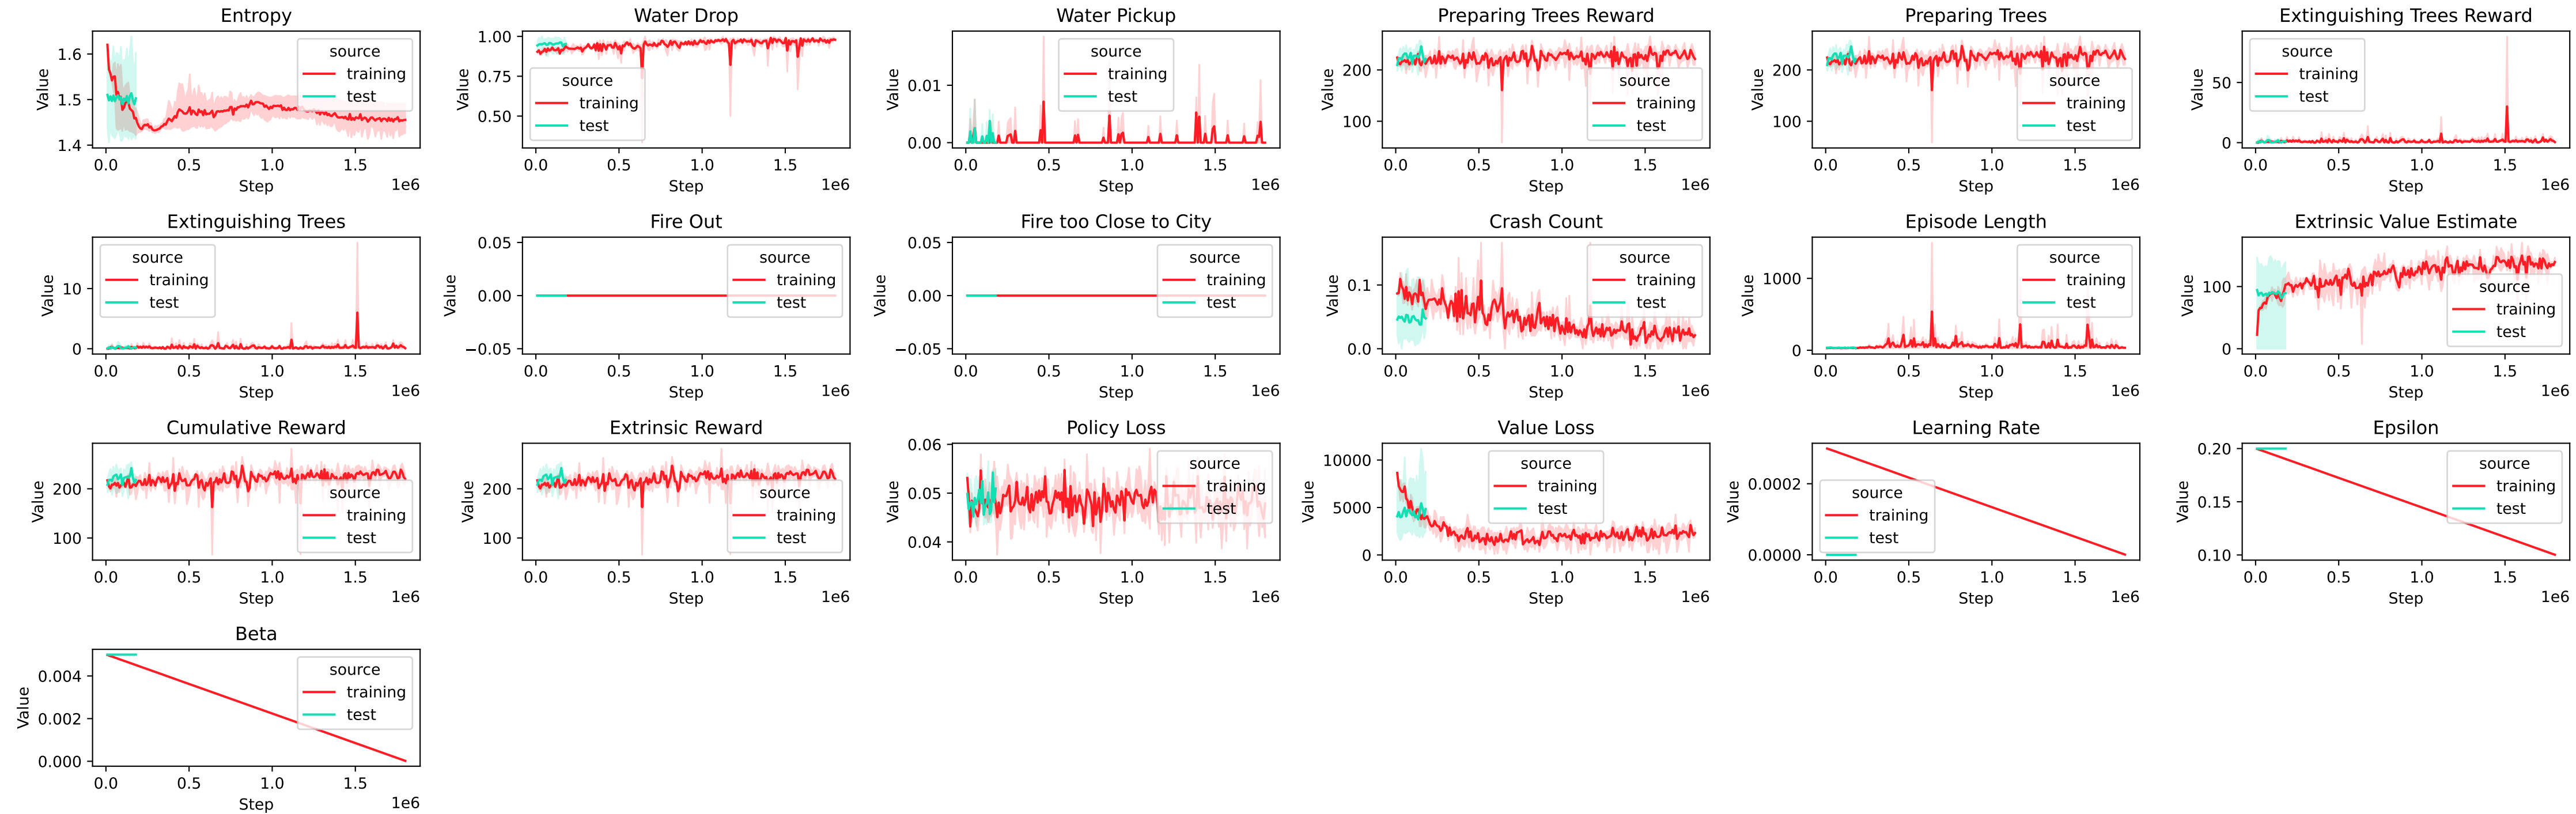 Entropy
Value
1.6
1.5
1.4
source
training
test
0.0 0.5 1.0 1.5
Step
1e6
Water Drop
Value
1.00
0.75
0.50
source
training
test
0.0 0.5 1.0 1.5
Step
1e6
Water Pickup
Value
0.01
0.00
source
training
test
0.0 0.5 1.0 1.5
Step
1e6
Preparing Trees Reward
Value
200
100
source
training
test
0.0 0.5 1.0 1.5
Step
1e6
Preparing Trees
Value
200
100
source
training
test
0.0 0.5 1.0 1.5
Step
1e6
Extinguishing Trees Reward
Value
50
0
source
training
test
0.0 0.5 1.0 1.5
Step
1e6
Extinguishing Trees
Value
10
0
source
training
test
0.0 0.5 1.0 1.5
Step
1e6
Fire Out
Value
0.05
0.00
−0.05
source
training
test
0.0 0.5 1.0 1.5
Step
1e6
Fire too Close to City
Value
0.05
0.00
−0.05
source
training
test
0.0 0.5 1.0 1.5
Step
1e6
Crash Count
Value
0.1
0.0
source
training
test
0.0 0.5 1.0 1.5
Step
1e6
Episode Length
Value
1000
0
source
training
test
0.0 0.5 1.0 1.5
Step
1e6
Extrinsic Value Estimate
Value
100
0
source
training
test
0.0 0.5 1.0 1.5
Step
1e6
Cumulative Reward
Value
200
100
source
training
test
0.0 0.5 1.0 1.5
Step
1e6
Extrinsic Reward
Value
200
100
source
training
test
0.0 0.5 1.0 1.5
Step
1e6
Policy Loss
Value
0.06
0.05
0.04
source
training
test
0.0 0.5 1.0 1.5
Step
1e6
Value Loss
Value
10000
5000
0
source
training
test
0.0 0.5 1.0 1.5
Step
1e6
Learning Rate
Value
0.0002
0.0000
source
training
test
0.0 0.5 1.0 1.5
Step
1e6
Epsilon
Value
0.20
0.15
0.10
source
training
test
0.0 0.5 1.0 1.5
Step
1e6
Beta
Value
0.004
0.002
0.000
source
training
test
0.0 0.5 1.0 1.5
Step
1e6